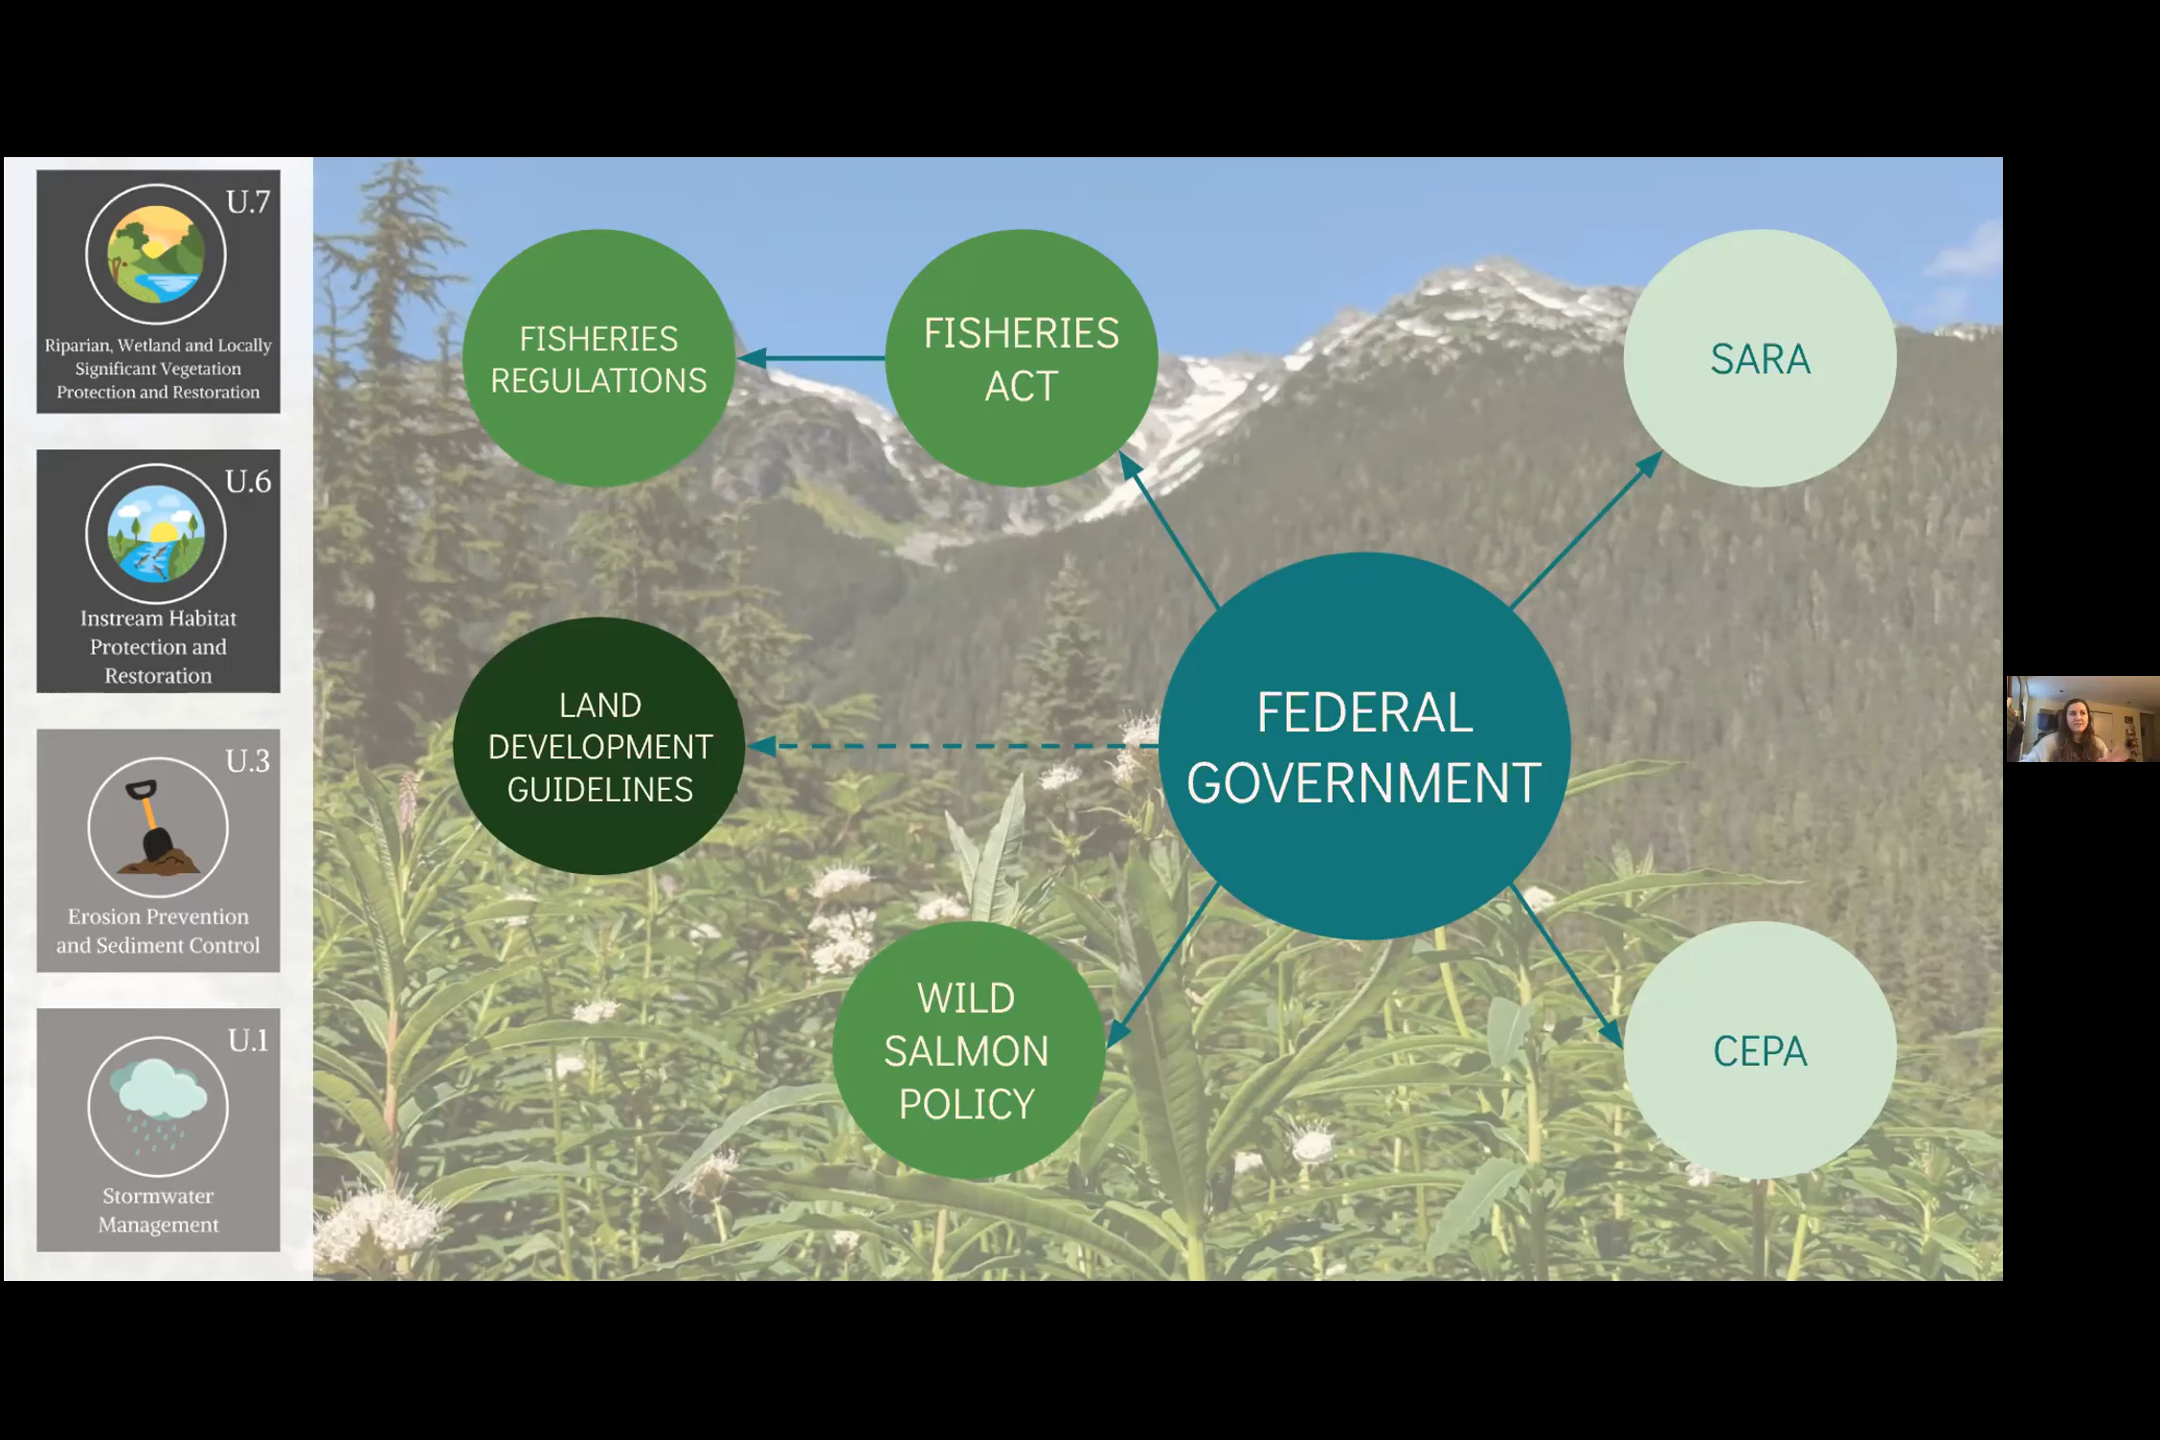 U.7
Riparian, Wetland and Locally
Significant Vegetation
Protection and Restoration
U.6
Instream Habitat
Protection and
Restoration
U.3
Erosion Prevention
and Sediment Control
U.1
Stormwater
Management
FISHERIES
REGULATIONS
FISHERIES
ACT
SARA
LAND
DEVELOPMENT
GUIDELINES
FEDERAL
GOVERNMENT
WILD
SALMON
POLICY
CEPA